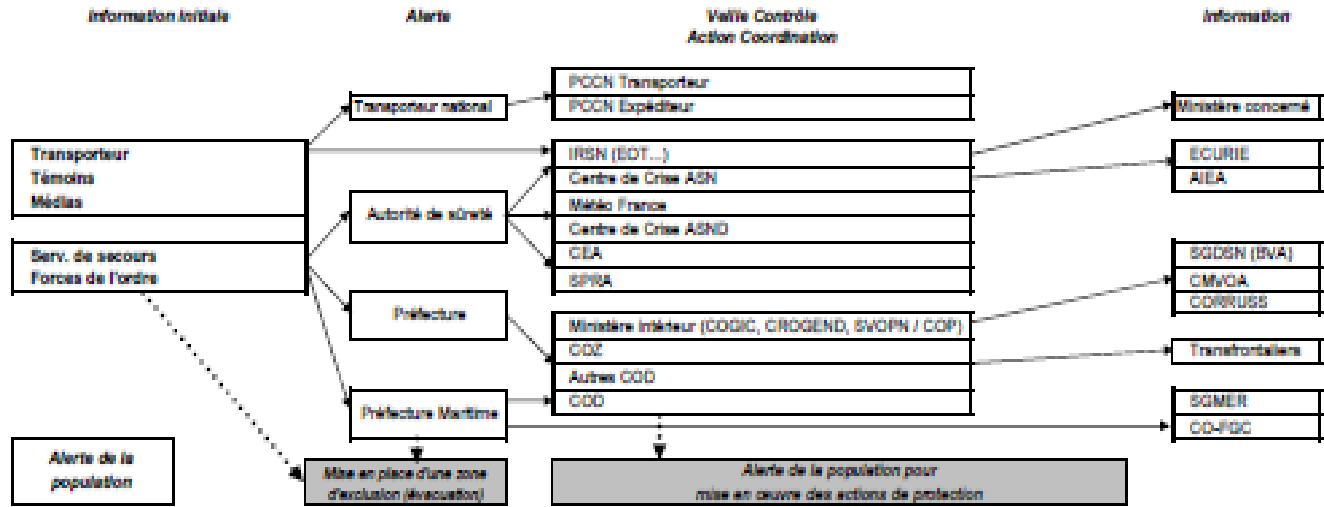 Information Initiale
Alerte
Veille Contrôle
Action Coordination
Information
Transporteur
Témoins
Médias
Serv. de secours
Forces de l'ordre
Transporteur national
Autorité de sûreté
Préfecture
Préfecture Maritime
PCCN Transporteur
PCCN Expéditeur
IRSN (EOT...)
Centre de Crise ASN
Météo France
Centre de Crise ASND
CEA
SPRA
Ministère Intérieur (COGIC, CROGEND, SVOPN / COP)
COZ
Autres COD
COD
Ministère concerné
ECURIE
AIEA
SGDSN (BVA)
CMVOA
CORRUSS
Transfrontaliers
SGMER
CO-FGC
Alerte de la
population
Mise en place d'une zone
d'exclusion (évacuation)
Alerte de la population pour
mise en œuvre des actions de protection